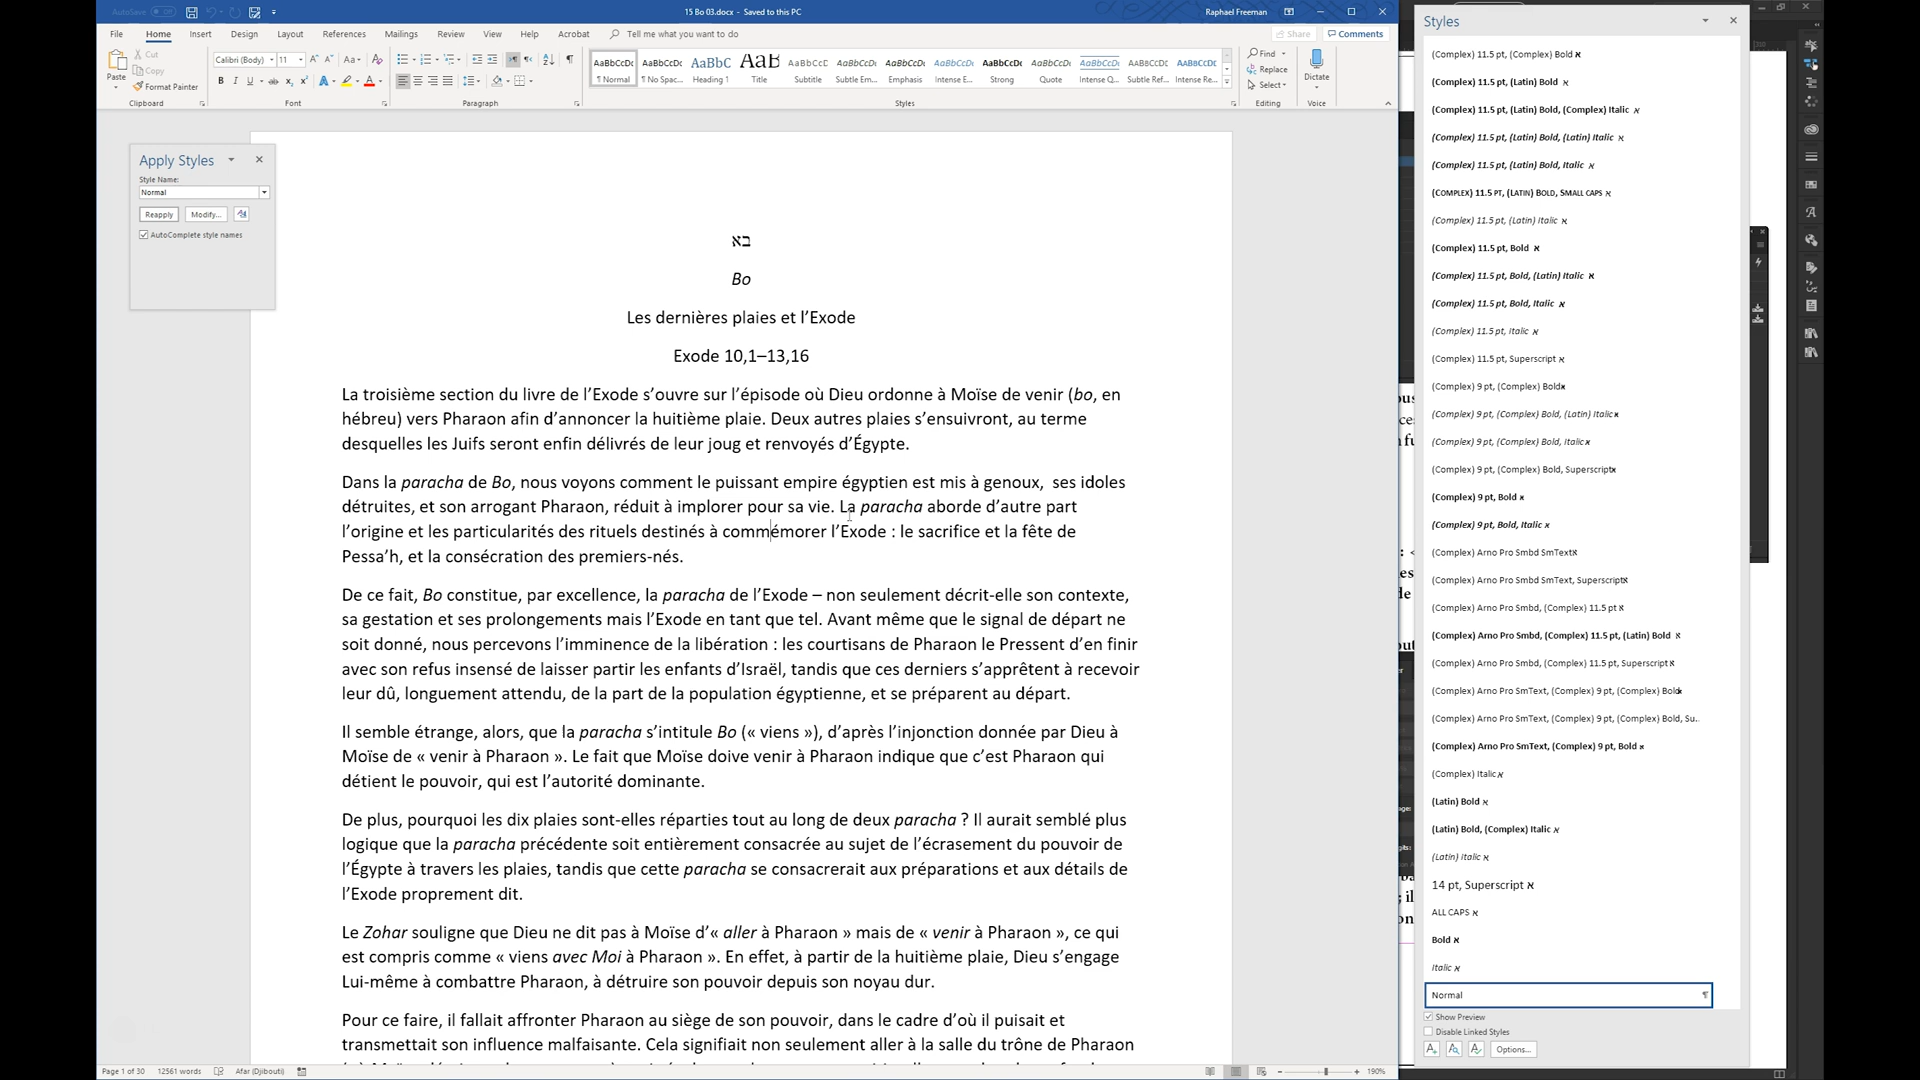 AutoSave Off
15 Bo 03.docx - Saved to this PC
Raphael Freeman
File Home Insert Design Layout References Mailings Review View Help Acrobat Tell me what you want to do
Share Comments
Paste
Cut
Copy
Format Painter
Calibri (Body) 11
AaBbCcDc ¶ Normal
AaBbCcDc ¶ No Spac...
AaBbC Heading 1
AaB Title
AaBbCcC Subtitle
AaBbCcDc Subtle Em...
AaBbCcDc Emphasis
AaBbCcDc Intense E...
AaBbCcDc Strong
AaBbCcDc Quote
AaBbCcDc Intense Q...
AaBbCcDc Subtle Ref...
AaBbCcDc Intense Re...
Find
Replace
Select
Dictate
Clipboard Font Paragraph Styles Editing Voice
Apply Styles
Style Name:
Normal
Reapply Modify...
AutoComplete style names
בא
Bo
Les dernières plaies et l’Exode
Exode 10,1–13,16
La troisième section du livre de l’Exode s’ouvre sur l’épisode où Dieu ordonne à Moïse de venir (bo, en
hébreu) vers Pharaon afin d’annoncer la huitième plaie. Deux autres plaies s’ensuivront, au terme
desquelles les Juifs seront enfin délivrés de leur joug et renvoyés d’Égypte.
Dans la paracha de Bo, nous voyons comment le puissant empire égyptien est mis à genoux, ses idoles
détruites, et son arrogant Pharaon, réduit à implorer pour sa vie. La paracha aborde d’autre part
l’origine et les particularités des rituels destinés à commémorer l’Exode : le sacrifice et la fête de
Pessa’h, et la consécration des premiers-nés.
De ce fait, Bo constitue, par excellence, la paracha de l’Exode – non seulement décrit-elle son contexte,
sa gestation et ses prolongements mais l’Exode en tant que tel. Avant même que le signal de départ ne
soit donné, nous percevons l’imminence de la libération : les courtisans de Pharaon le Pressent d’en finir
avec son refus insensé de laisser partir les enfants d’Israël, tandis que ces derniers s’apprêtent à recevoir
leur dû, longuement attendu, de la part de la population égyptienne, et se préparent au départ.
Il semble étrange, alors, que la paracha s’intitule Bo (« viens »), d’après l’injonction donnée par Dieu à
Moïse de « venir à Pharaon ». Le fait que Moïse doive venir à Pharaon indique que c’est Pharaon qui
détient le pouvoir, qui est l’autorité dominante.
De plus, pourquoi les dix plaies sont-elles réparties tout au long de deux paracha ? Il aurait semblé plus
logique que la paracha précédente soit entièrement consacrée au sujet de l’écrasement du pouvoir de
l’Égypte à travers les plaies, tandis que cette paracha se consacrerait aux préparations et aux détails de
l’Exode proprement dit.
Le Zohar souligne que Dieu ne dit pas à Moïse d’« aller à Pharaon » mais de « venir à Pharaon », ce qui
est compris comme « viens avec Moi à Pharaon ». En effet, à partir de la huitième plaie, Dieu s’engage
Lui-même à combattre Pharaon, à détruire son pouvoir depuis son noyau dur.
Pour ce faire, il fallait affronter Pharaon au siège de son pouvoir, dans le cadre d’où il puisait et
transmettait son influence malfaisante. Cela signifiait non seulement aller à la salle du trône de Pharaon
Page 1 of 30 12561 words Afar (Djibouti) 190%
Styles
(Complex) 11.5 pt, (Complex) Bold א
(Complex) 11.5 pt, (Latin) Bold א
(Complex) 11.5 pt, (Latin) Bold, (Complex) Italic א
(Complex) 11.5 pt, (Latin) Bold, (Latin) Italic א
(Complex) 11.5 pt, (Latin) Bold, Italic א
(COMPLEX) 11.5 PT, (LATIN) BOLD, SMALL CAPS א
(Complex) 11.5 pt, (Latin) Italic א
(Complex) 11.5 pt, Bold א
(Complex) 11.5 pt, Bold, (Latin) Italic א
(Complex) 11.5 pt, Bold, Italic א
(Complex) 11.5 pt, Italic א
(Complex) 11.5 pt, Superscript א
(Complex) 9 pt, (Complex) Bold א
(Complex) 9 pt, (Complex) Bold, (Latin) Italic א
(Complex) 9 pt, (Complex) Bold, Italic א
(Complex) 9 pt, (Complex) Bold, Superscript א
(Complex) 9 pt, Bold א
(Complex) 9 pt, Bold, Italic א
(Complex) Arno Pro Smbd SmText א
(Complex) Arno Pro Smbd SmText, Superscript א
(Complex) Arno Pro Smbd, (Complex) 11.5 pt א
(Complex) Arno Pro Smbd, (Complex) 11.5 pt, (Latin) Bold א
(Complex) Arno Pro Smbd, (Complex) 11.5 pt, Superscript א
(Complex) Arno Pro SmText, (Complex) 9 pt, (Complex) Bold א
(Complex) Arno Pro SmText, (Complex) 9 pt, (Complex) Bold, Su...
(Complex) Arno Pro SmText, (Complex) 9 pt, Bold א
(Complex) Italic א
(Latin) Bold א
(Latin) Bold, (Complex) Italic א
(Latin) Italic א
14 pt, Superscript א
ALL CAPS א
Bold א
Italic א
Normal ¶
Show Preview
Disable Linked Styles
Options...